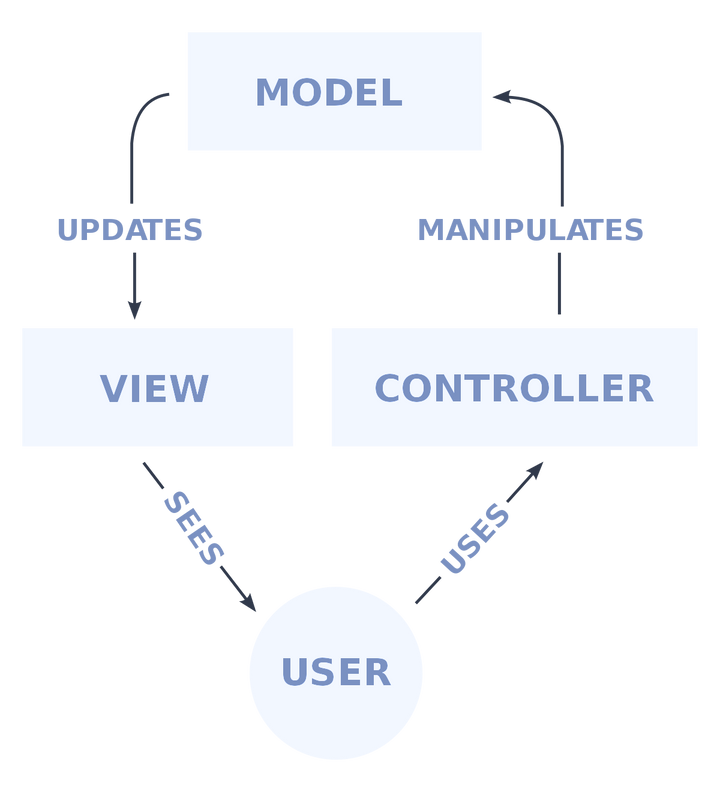 MODEL
UPDATES
MANIPULATES
VIEW
CONTROLLER
SEES
USES
USER